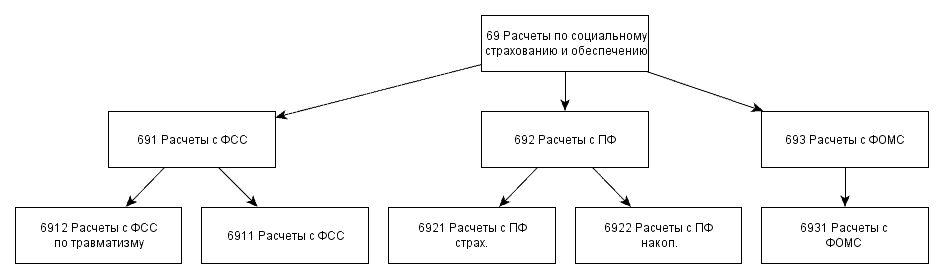 69 Расчеты по социальному
страхованию и обеспечению
691 Расчеты с ФСС
692 Расчеты с ПФ
693 Расчеты с ФОМС
6912 Расчеты с ФСС
по травматизму
6911 Расчеты с ФСС
6921 Расчеты с ПФ
страх.
6922 Расчеты с ПФ
накоп.
6931 Расчеты с
ФОМС